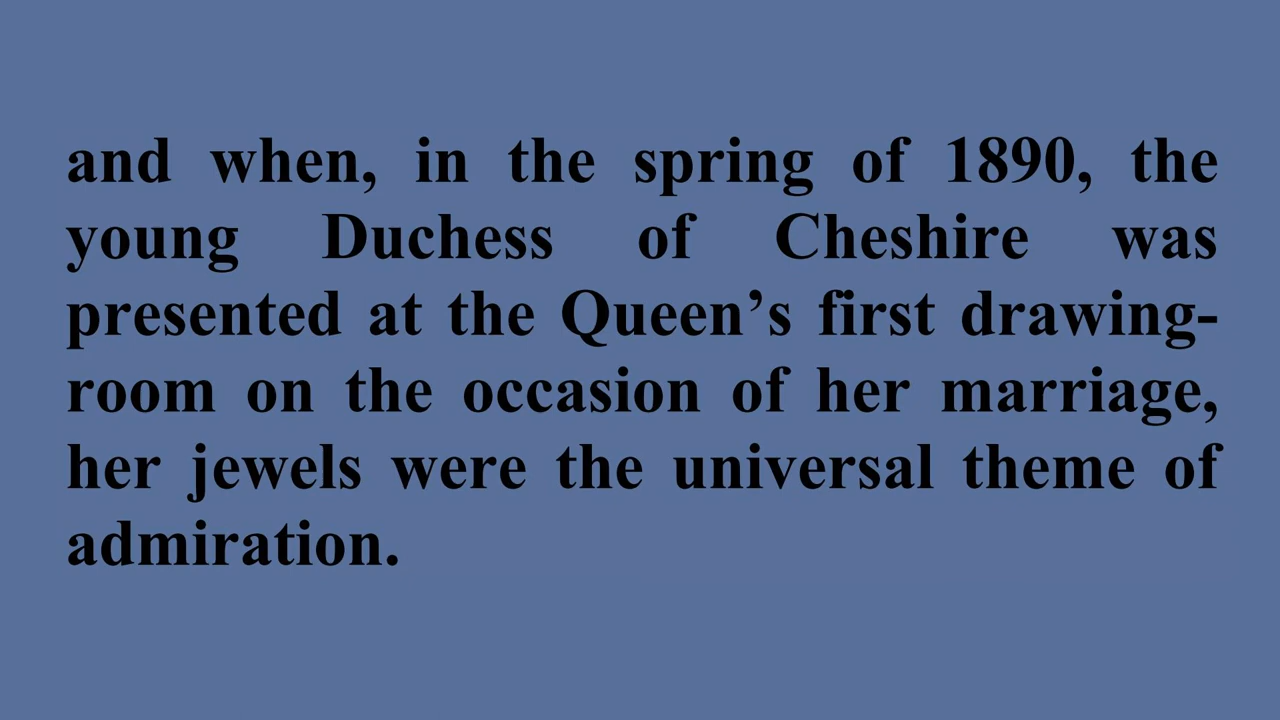 and when, in the spring of 1890, the
young Duchess of Cheshire was
presented at the Queen’s first drawing-
room on the occasion of her marriage,
her jewels were the universal theme of
admiration.